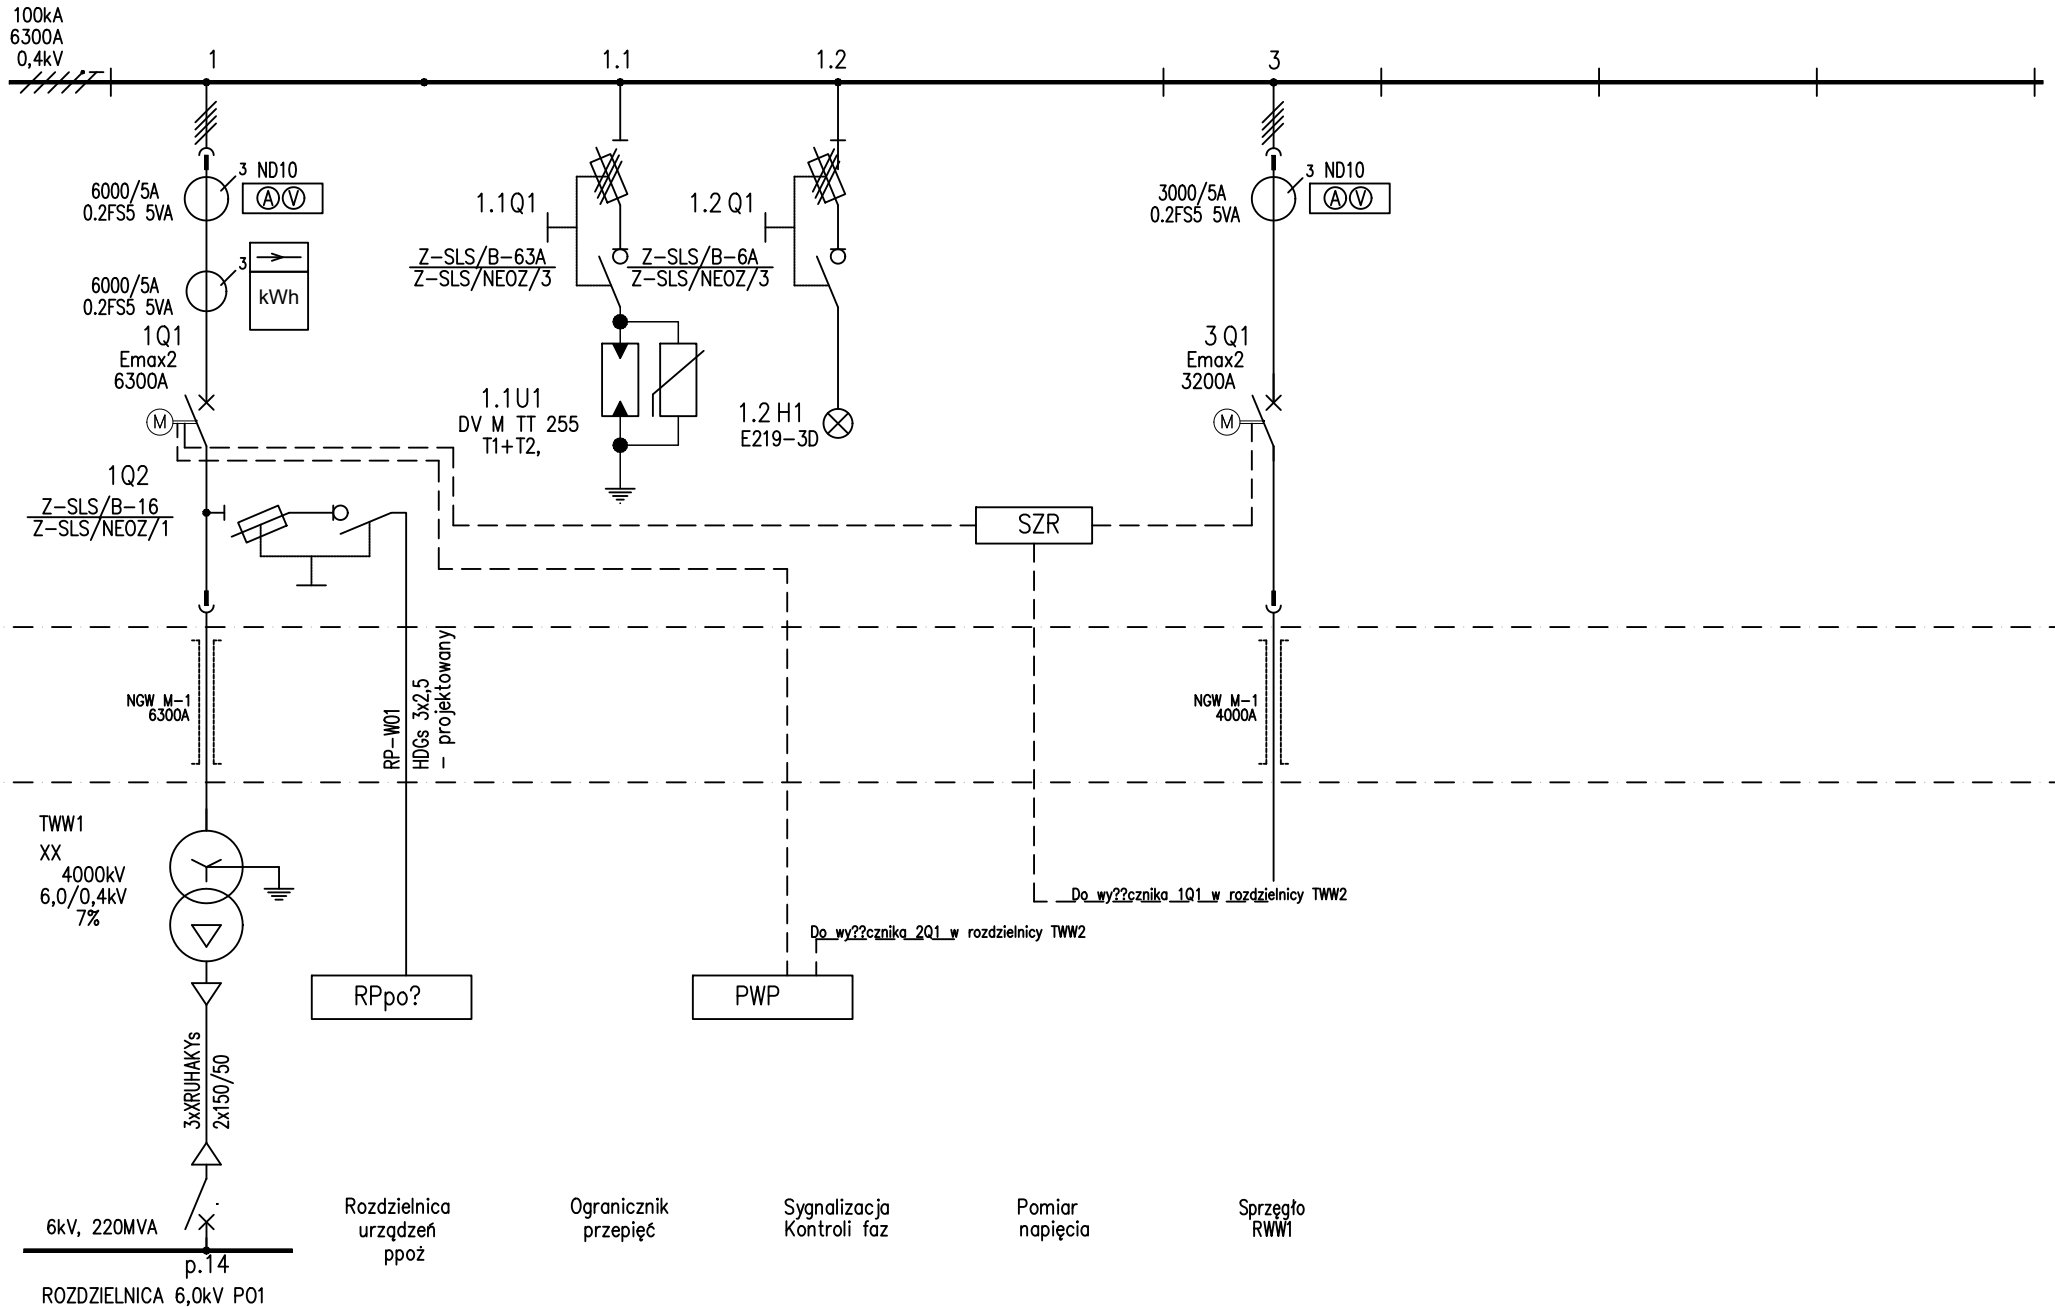 100kA
6300A
0,4kV
1
1.1
1.2
3
3 ND10
A V
6000/5A
0.2FS5 5VA
3
kWh
6000/5A
0.2FS5 5VA
1Q1
Emax2
6300A
M
1Q2
Z-SLS/B-16
Z-SLS/NEOZ/1
1.1Q1
Z-SLS/B-63A
Z-SLS/NEOZ/3
1.1U1
DV M TT 255
T1+T2,
1.2 Q1
Z-SLS/B-6A
Z-SLS/NEOZ/3
1.2 H1
E219-3D
3 ND10
A V
3000/5A
0.2FS5 5VA
3 Q1
Emax2
3200A
M
SZR
NGW M-1
6300A
RP-W01
HDGs 3x2,5
- projektowany
NGW M-1
4000A
TWW1
XX
4000kV
6,0/0,4kV
7%
Do wy??cznika 1Q1 w rozdzielnicy TWW2
Do wy??cznika 2Q1 w rozdzielnicy TWW2
RPpo?
PWP
3xXRUHAKYs
2x150/50
6kV, 220MVA
p.14
ROZDZIELNICA 6,0kV PO1
Rozdzielnica
urządzeń
ppoż
Ogranicznik
przepięć
Sygnalizacja
Kontroli faz
Pomiar
napięcia
Sprzęgło
RWW1